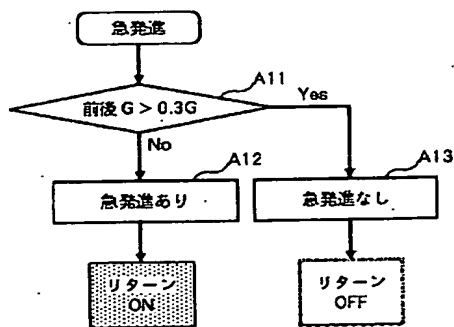 急発進
A11
前後G > 0.3G
Yes
No
A12
A13
急発進あり
急発進なし
リターン
ON
リターン
OFF